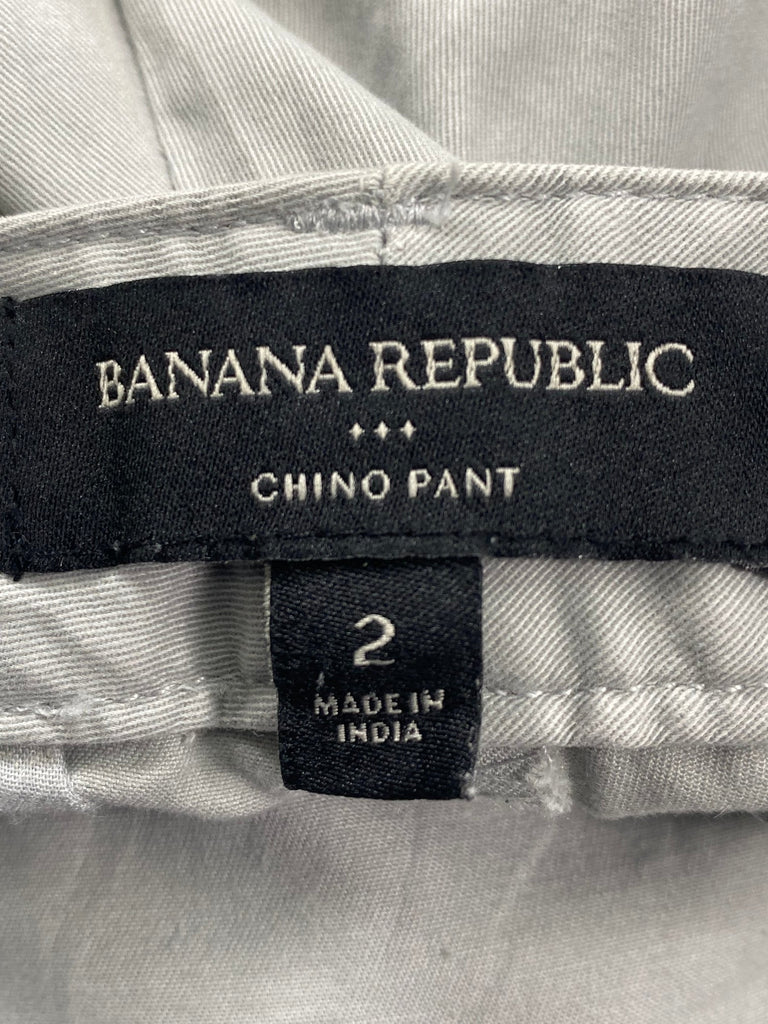 BANANA REPUBLIC
CHINO PANT
2
MADE IN
INDIA